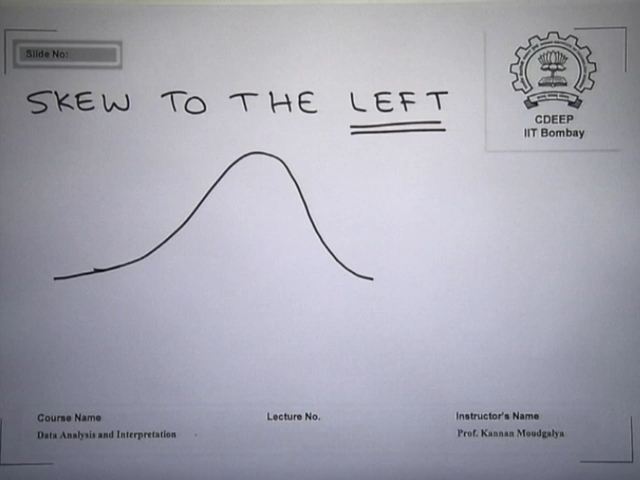 Slide No:
SKEW TO THE LEFT
CDEEP
IIT Bombay
Course Name
Lecture No.
Instructor's Name
Data Analysis and Interpretation
Prof. Kannan Moudgalya